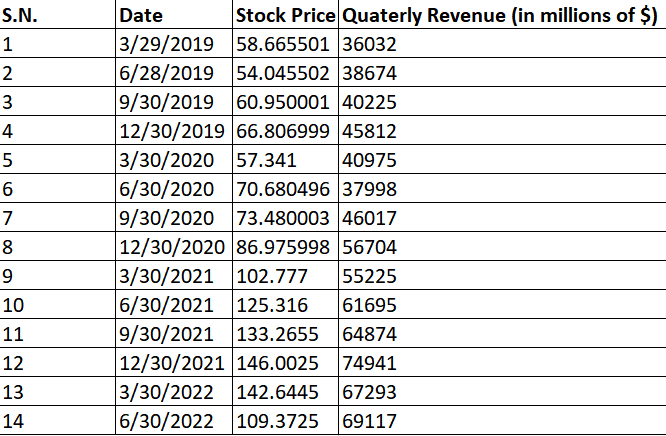 S.N. Date Stock Price Quaterly Revenue (in millions of $)
1 3/29/2019 58.665501 36032
2 6/28/2019 54.045502 38674
3 9/30/2019 60.950001 40225
4 12/30/2019 66.806999 45812
5 3/30/2020 57.341 40975
6 6/30/2020 70.680496 37998
7 9/30/2020 73.480003 46017
8 12/30/2020 86.975998 56704
9 3/30/2021 102.777 55225
10 6/30/2021 125.316 61695
11 9/30/2021 133.2655 64874
12 12/30/2021 146.0025 74941
13 3/30/2022 142.6445 67293
14 6/30/2022 109.3725 69117